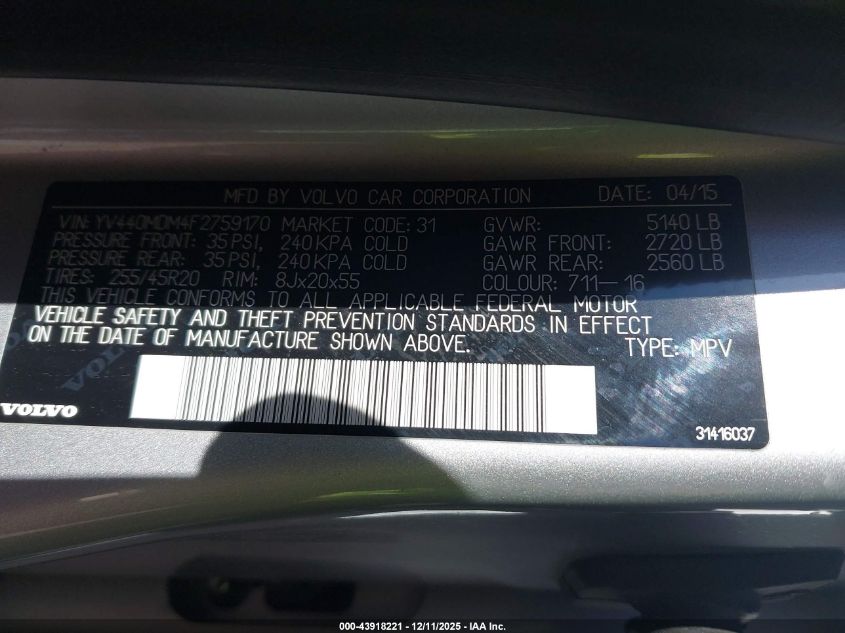 MFD BY VOLVO CAR CORPORATION DATE: 04/15
VIN: YV440MDM4F2759170 MARKET CODE: 31 GVWR: 5140 LB
PRESSURE FRONT: 35 PSI, 240 KPA COLD GAWR FRONT: 2720 LB
PRESSURE REAR: 35 PSI, 240 KPA COLD GAWR REAR: 2560 LB
TIRES: 255/45R20 RIM: 8Jx20x55 COLOUR: 711-16
THIS VEHICLE CONFORMS TO ALL APPLICABLE FEDERAL MOTOR
VEHICLE SAFETY AND THEFT PREVENTION STANDARDS IN EFFECT
ON THE DATE OF MANUFACTURE SHOWN ABOVE. TYPE: MPV
VOLVO
31416037
000-43918221 - 12/11/2025 - IAA Inc.